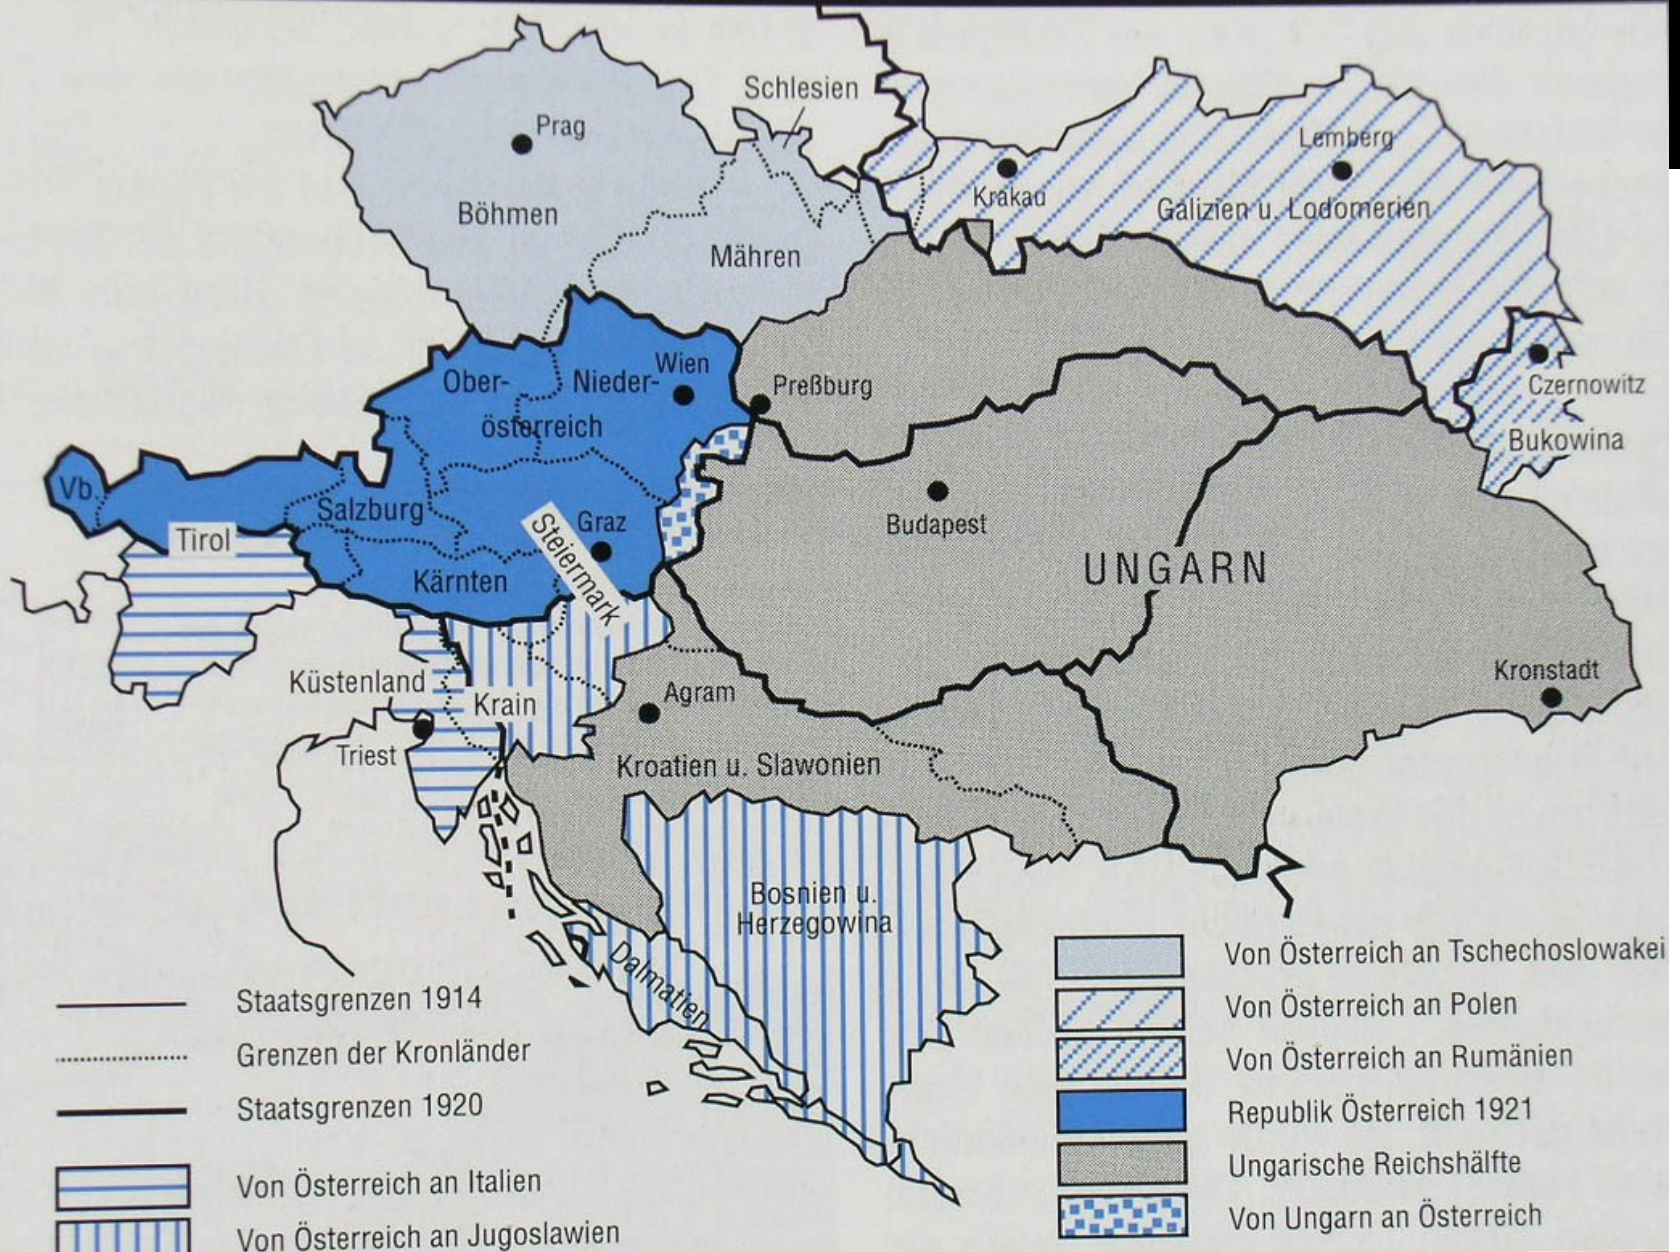 Schlesien
Prag
Böhmen
Mähren
Lemberg
Krakau
Galizien u. Lodomerien
Czernowitz
Bukowina
Wien
Ober-
Nieder-
österreich
Preßburg
Vb.
Salzburg
Tirol
Graz
Steiermark
Kärnten
Budapest
UNGARN
Kronstadt
Küstenland
Krain
Agram
Triest
Kroatien u. Slawonien
Bosnien u.
Herzegowina
Dalmatien
Staatsgrenzen 1914
Grenzen der Kronländer
Staatsgrenzen 1920
Von Österreich an Italien
Von Österreich an Jugoslawien
Von Österreich an Tschechoslowakei
Von Österreich an Polen
Von Österreich an Rumänien
Republik Österreich 1921
Ungarische Reichshälfte
Von Ungarn an Österreich